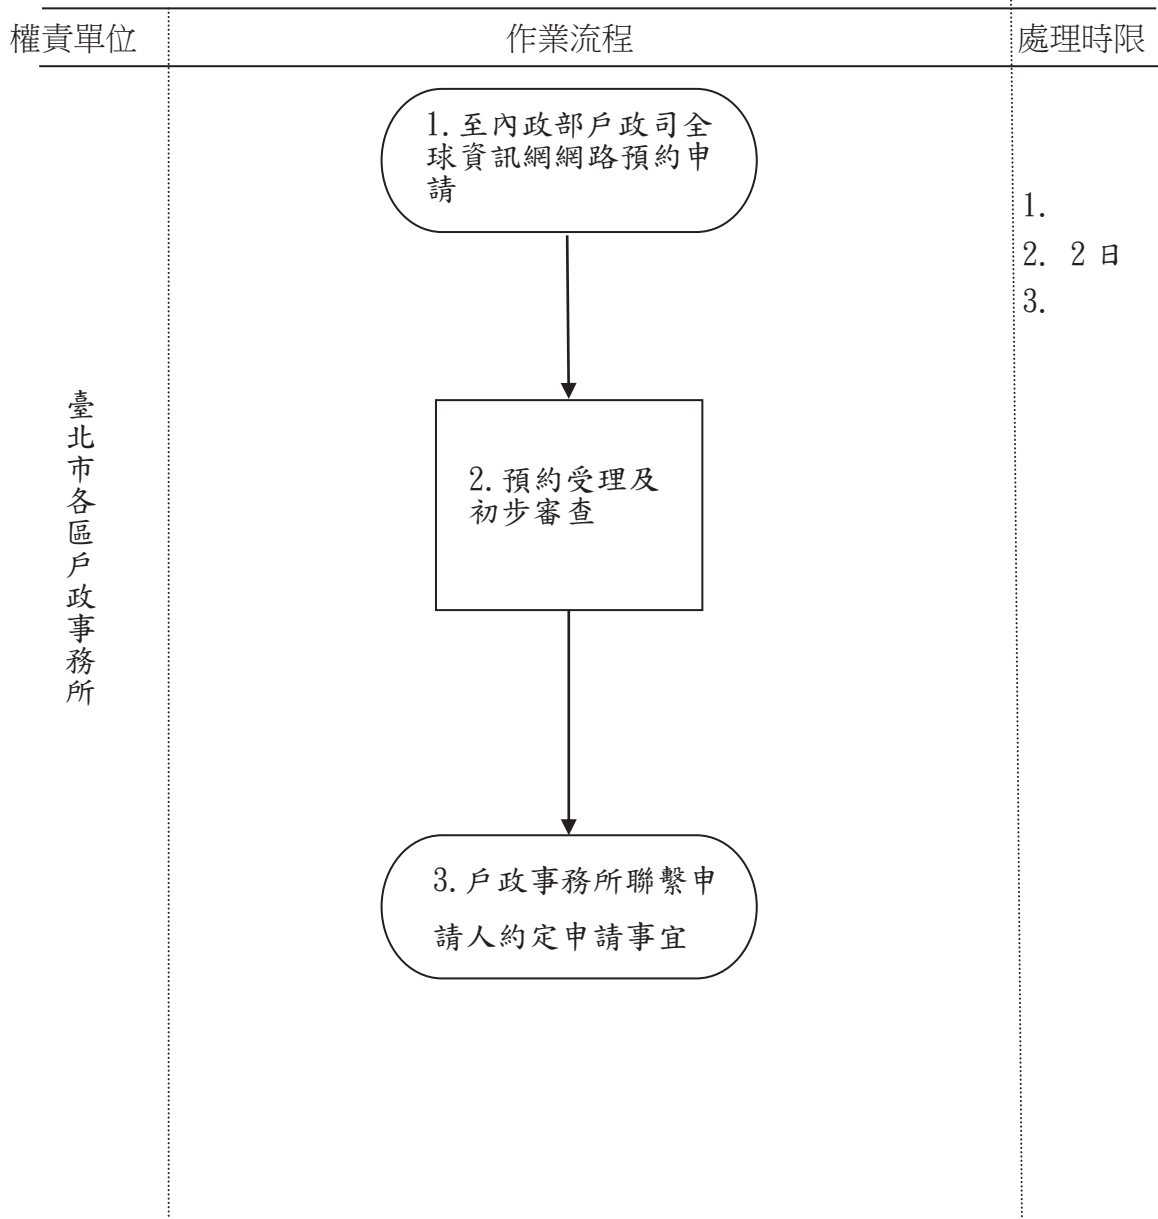 權責單位
作業流程
處理時限
1.至內政部戶政司全
球資訊網網路預約申
請
1.
2. 2日
3.
臺北市各區戶政事務所
2.預約受理及
初步審查
3.戶政事務所聯繫申
請人約定申請事宜